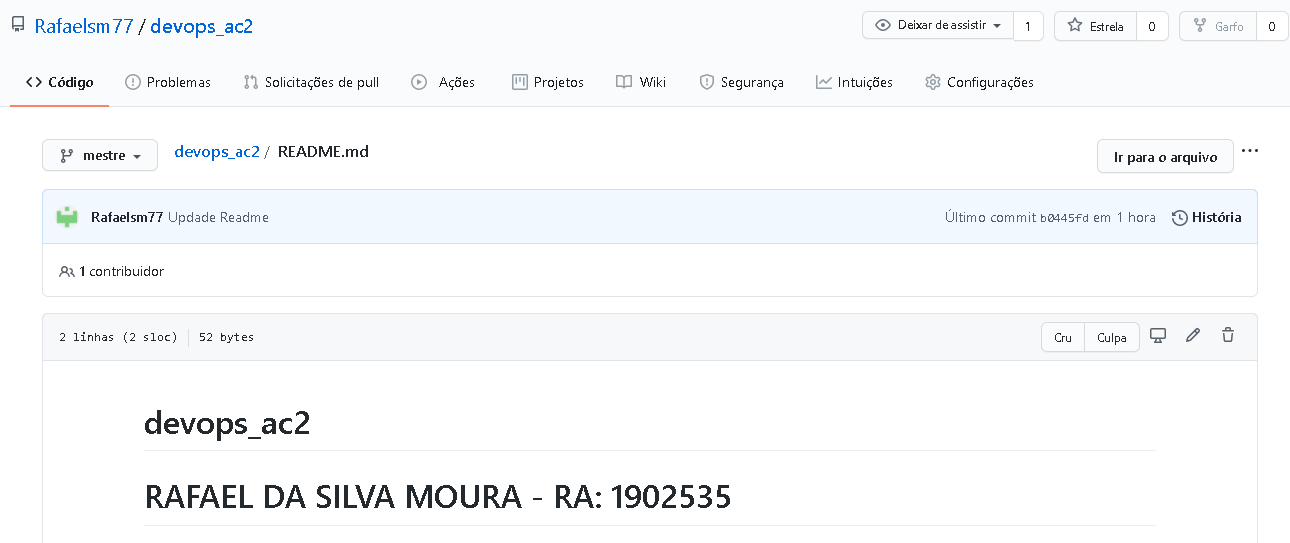 Rafaelsm77 / devops_ac2
Deixar de assistir 1 Estrela 0 Garfo 0
Código Problemas Solicitações de pull Ações Projetos Wiki Segurança Intuições Configurações
mestre devops_ac2 / README.md Ir para o arquivo ...
Rafaelsm77 Updade Readme Último commit b0445fd em 1 hora História
1 contribuidor
2 linhas (2 sloc) 52 bytes Cru Culpa
devops_ac2
RAFAEL DA SILVA MOURA - RA: 1902535